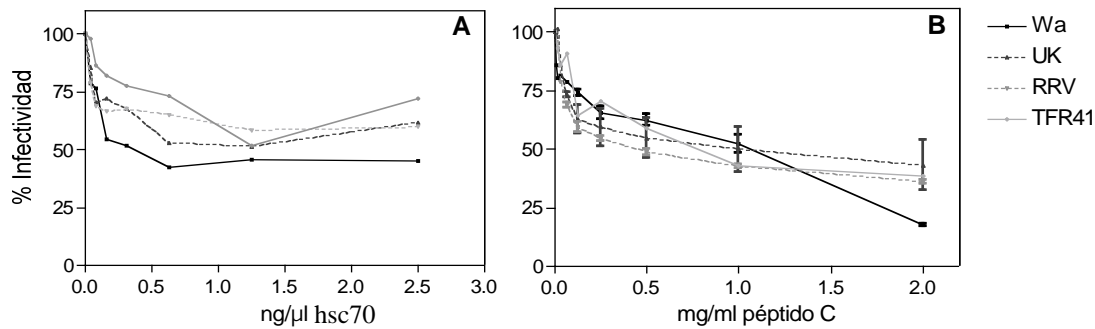 % Infectividad
100
75
50
25
0
0.0 0.5 1.0 1.5 2.0 2.5 3.0
ng/µl hsc70
A
100
75
50
25
0
0.0 0.5 1.0 1.5 2.0
mg/ml péptido C
B
Wa
UK
RRV
TFR41